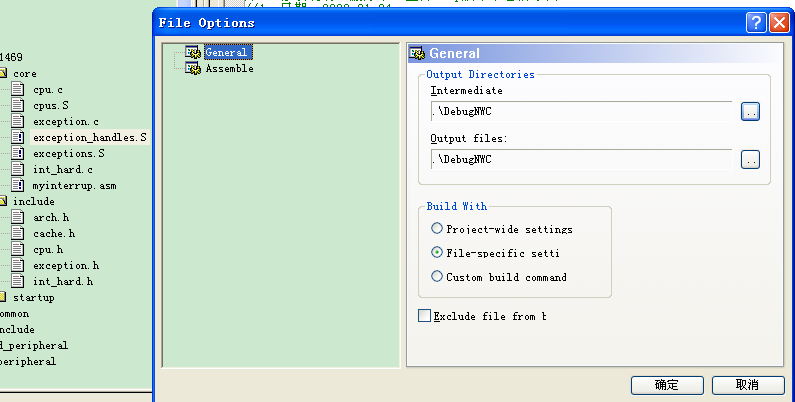 File Options
1469
core
cpu.c
cpus.S
exception.c
exception_handles.S
exceptions.S
int_hard.c
myinterrup.asm
include
arch.h
cache.h
cpu.h
exception.h
int_hard.h
startup
ommon
nclude
d_peripheral
peripheral
General
Assemble
General
Output Directories
Intermediate
.\DebugNWC
..
Output files:
.\DebugNWC
..
Build With
Project-wide settings
File-specific setti
Custom build command
Exclude file from t
确定
取消